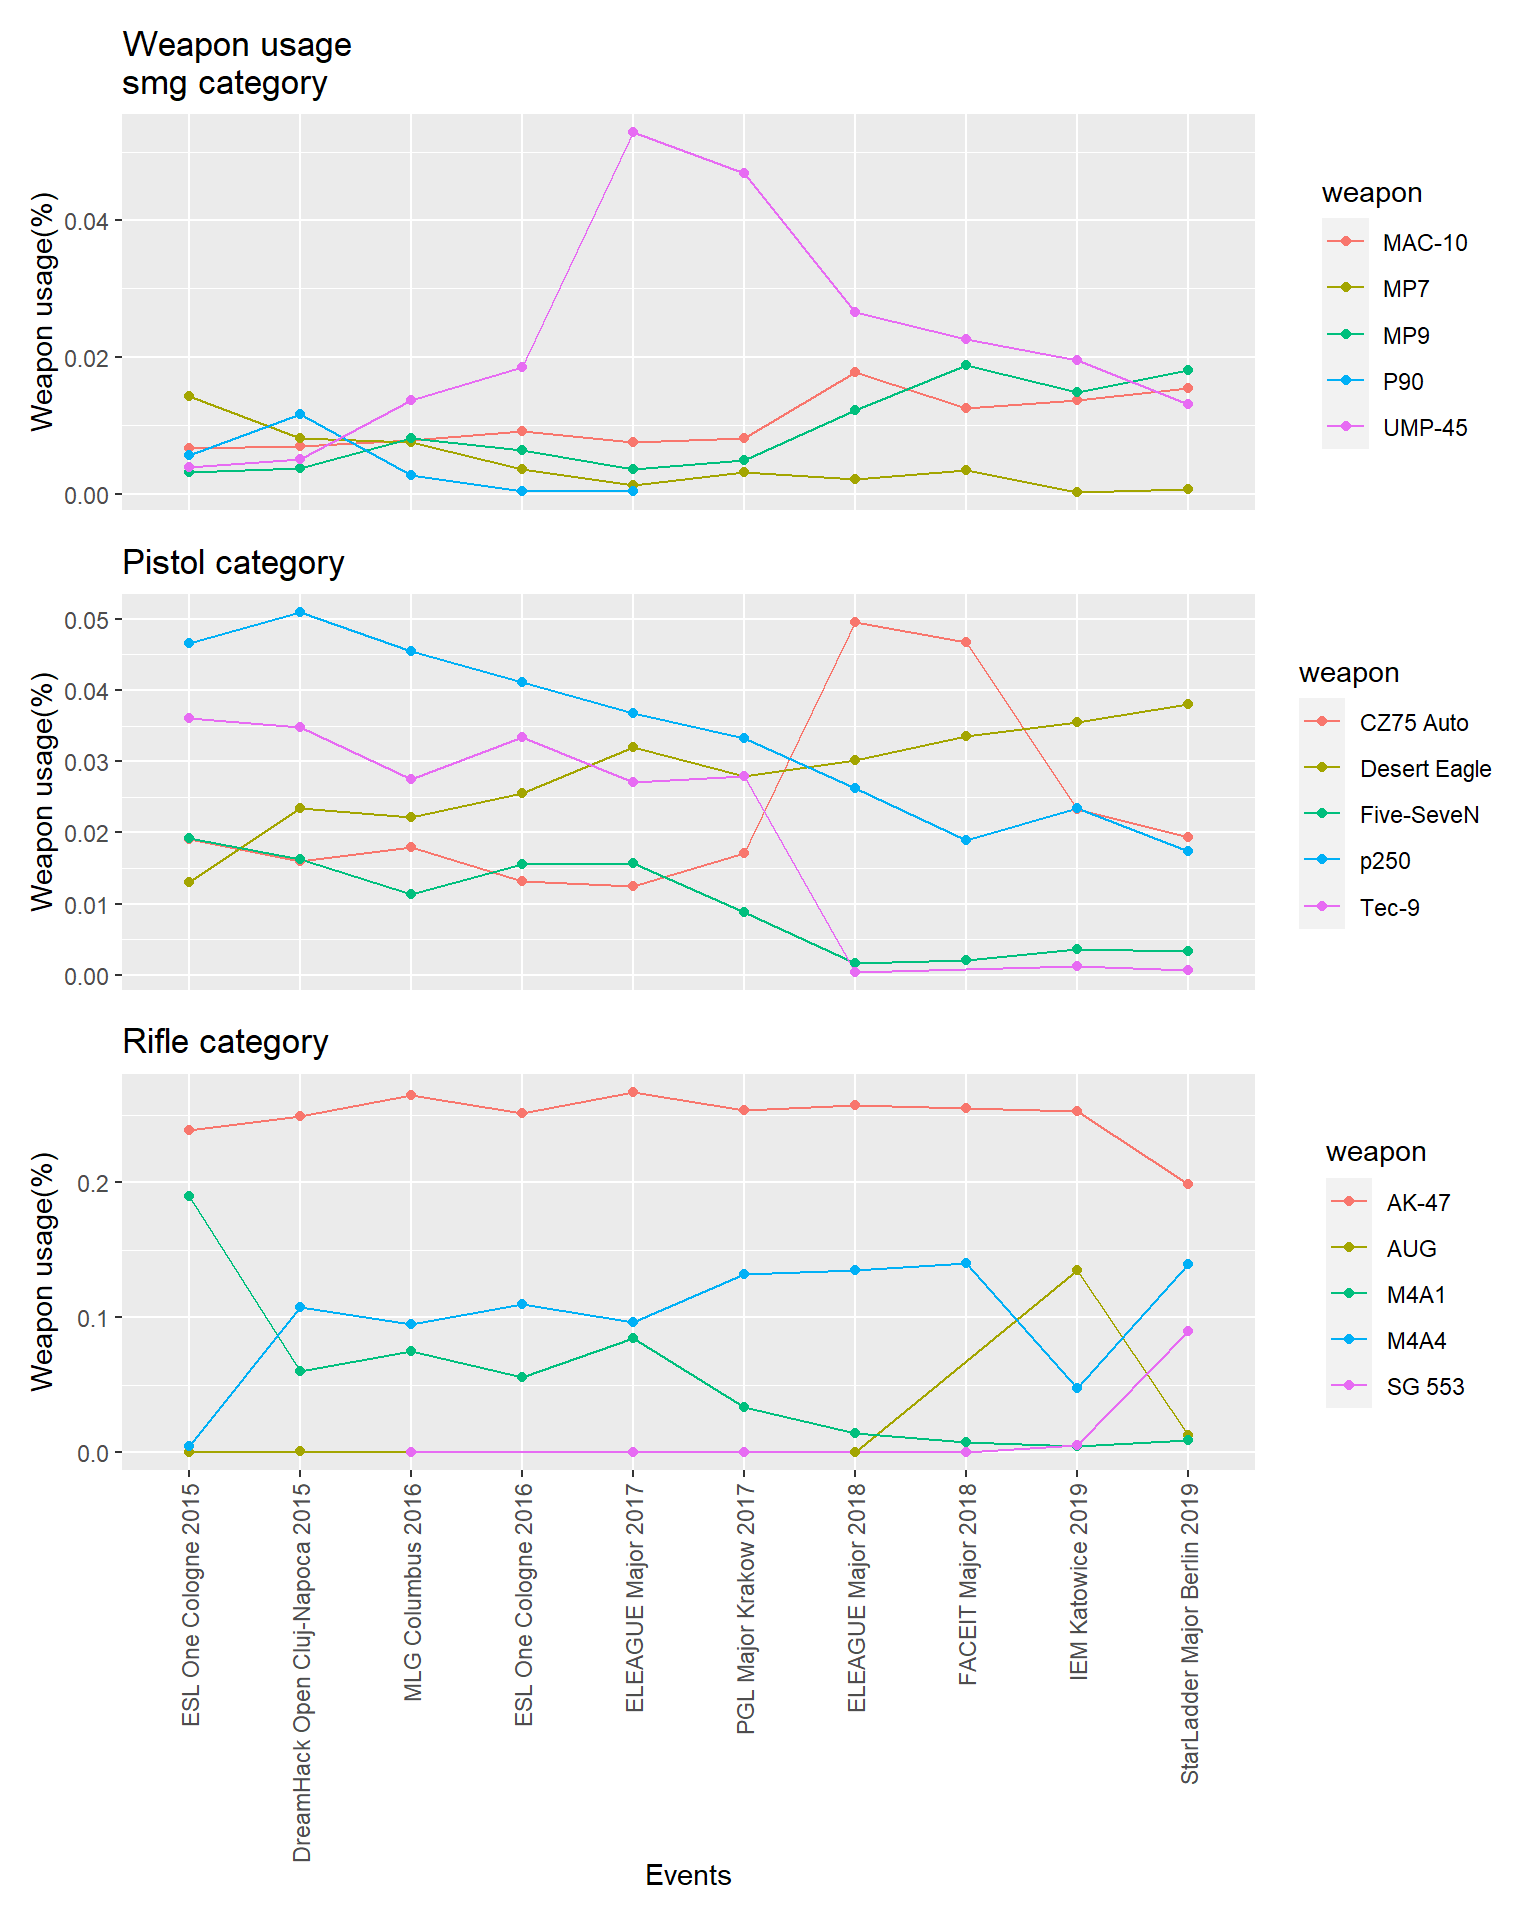 Weapon usage
smg category
Weapon usage(%)
0.04
0.02
0.00
weapon
MAC-10
MP7
MP9
P90
UMP-45
Pistol category
Weapon usage(%)
0.05
0.04
0.03
0.02
0.01
0.00
weapon
CZ75 Auto
Desert Eagle
Five-SeveN
p250
Tec-9
Rifle category
Weapon usage(%)
0.2
0.1
0.0
weapon
AK-47
AUG
M4A1
M4A4
SG 553
ESL One Cologne 2015
DreamHack Open Cluj-Napoca 2015
MLG Columbus 2016
ESL One Cologne 2016
ELEAGUE Major 2017
PGL Major Krakow 2017
ELEAGUE Major 2018
FACEIT Major 2018
IEM Katowice 2019
StarLadder Major Berlin 2019
Events